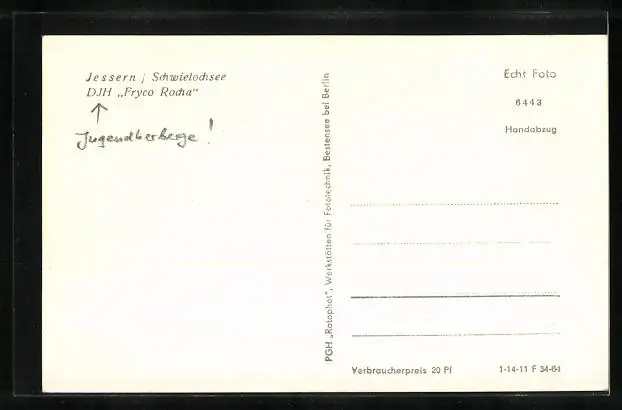 Jessern / Schwielochsee
DJH „Fryco Rocha“
Jugendherberge!
PGH „Rotophot“, Werkstätten für Fototechnik, Bestensee bei Berlin
Echt Foto
6443
Handabzug
Verbraucherpreis 20 Pf
1-14-11 F 34-64